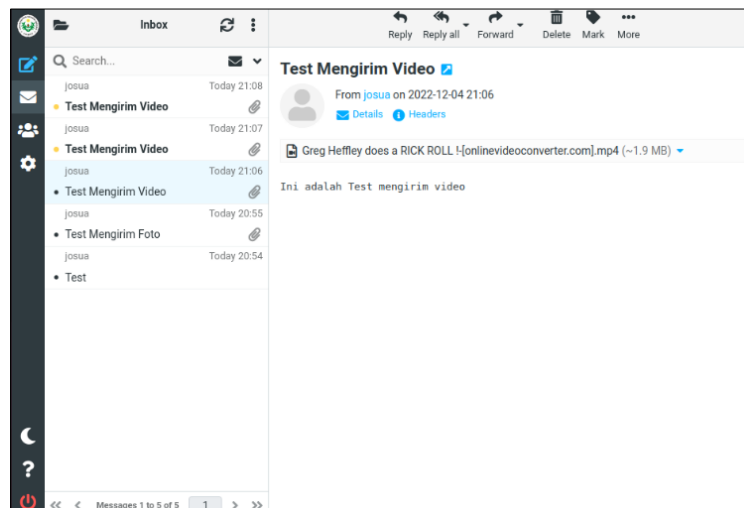 Inbox
Reply Reply all Forward Delete Mark More
Search...
josua Today 21:08
Test Mengirim Video
josua Today 21:07
Test Mengirim Video
josua Today 21:06
Test Mengirim Video
josua Today 20:55
Test Mengirim Foto
josua Today 20:54
Test
Messages 1 to 5 of 5 1
Test Mengirim Video
From josua on 2022-12-04 21:06
Details Headers
Greg Heffley does a RICK ROLL !-[onlinevideoconverter.com].mp4 (~1.9 MB)
Ini adalah Test mengirim video